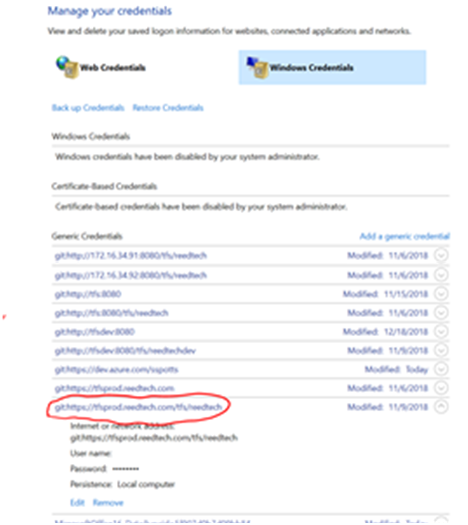 Manage your credentials
View and delete your saved logon information for websites, connected applications and networks.
Web Credentials
Windows Credentials
Back up Credentials Restore Credentials
Windows Credentials
Windows credentials have been disabled by your system administrator.
Certificate-Based Credentials
Certificate-based credentials have been disabled by your system administrator.
Generic Credentials Add a generic credential
git:http://172.16.34.91:8080/tfs/reedtech Modified: 11/6/2018
git:http://172.16.34.92:8080/tfs/reedtech Modified: 11/6/2018
git:http://tfs:8080 Modified: 11/15/2018
git:http://tfs:8080/tfs/reedtech Modified: 11/6/2018
git:http://tfsdev:8080 Modified: 12/18/2018
git:http://tfsdev:8080/tfs/reedtechdev Modified: 11/9/2018
git:https://dev.azure.com/sspotts Modified: Today
git:https://tfsprod.reedtech.com Modified: 11/6/2018
git:https://tfsprod.reedtech.com/tfs/reedtech Modified: 11/9/2018
Internet or network address:
git:https://tfsprod.reedtech.com/tfs/reedtech
User name:
Password: ••••••••
Persistence: Local computer
Edit Remove
Modified: Today